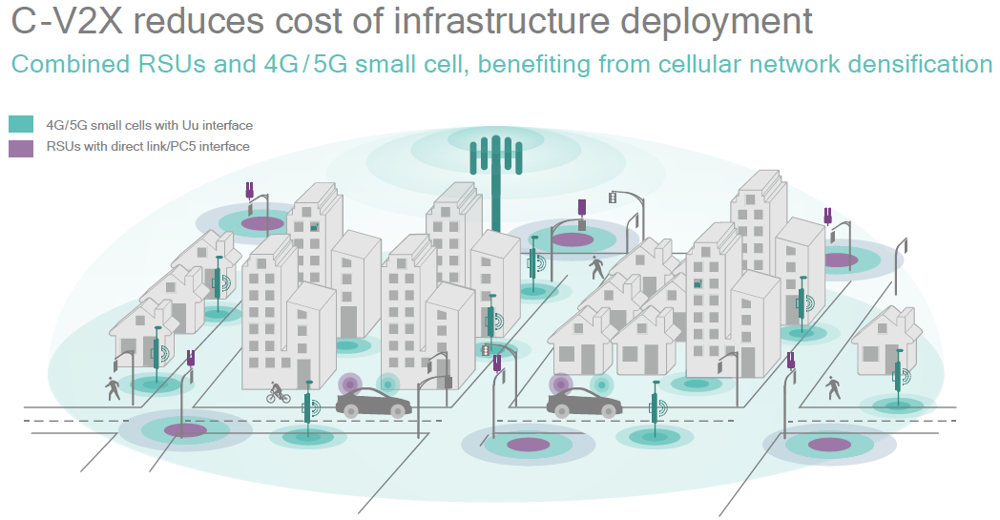 C-V2X reduces cost of infrastructure deployment
Combined RSUs and 4G/5G small cell, benefiting from cellular network densification
4G/5G small cells with Uu interface
RSUs with direct link/PC5 interface